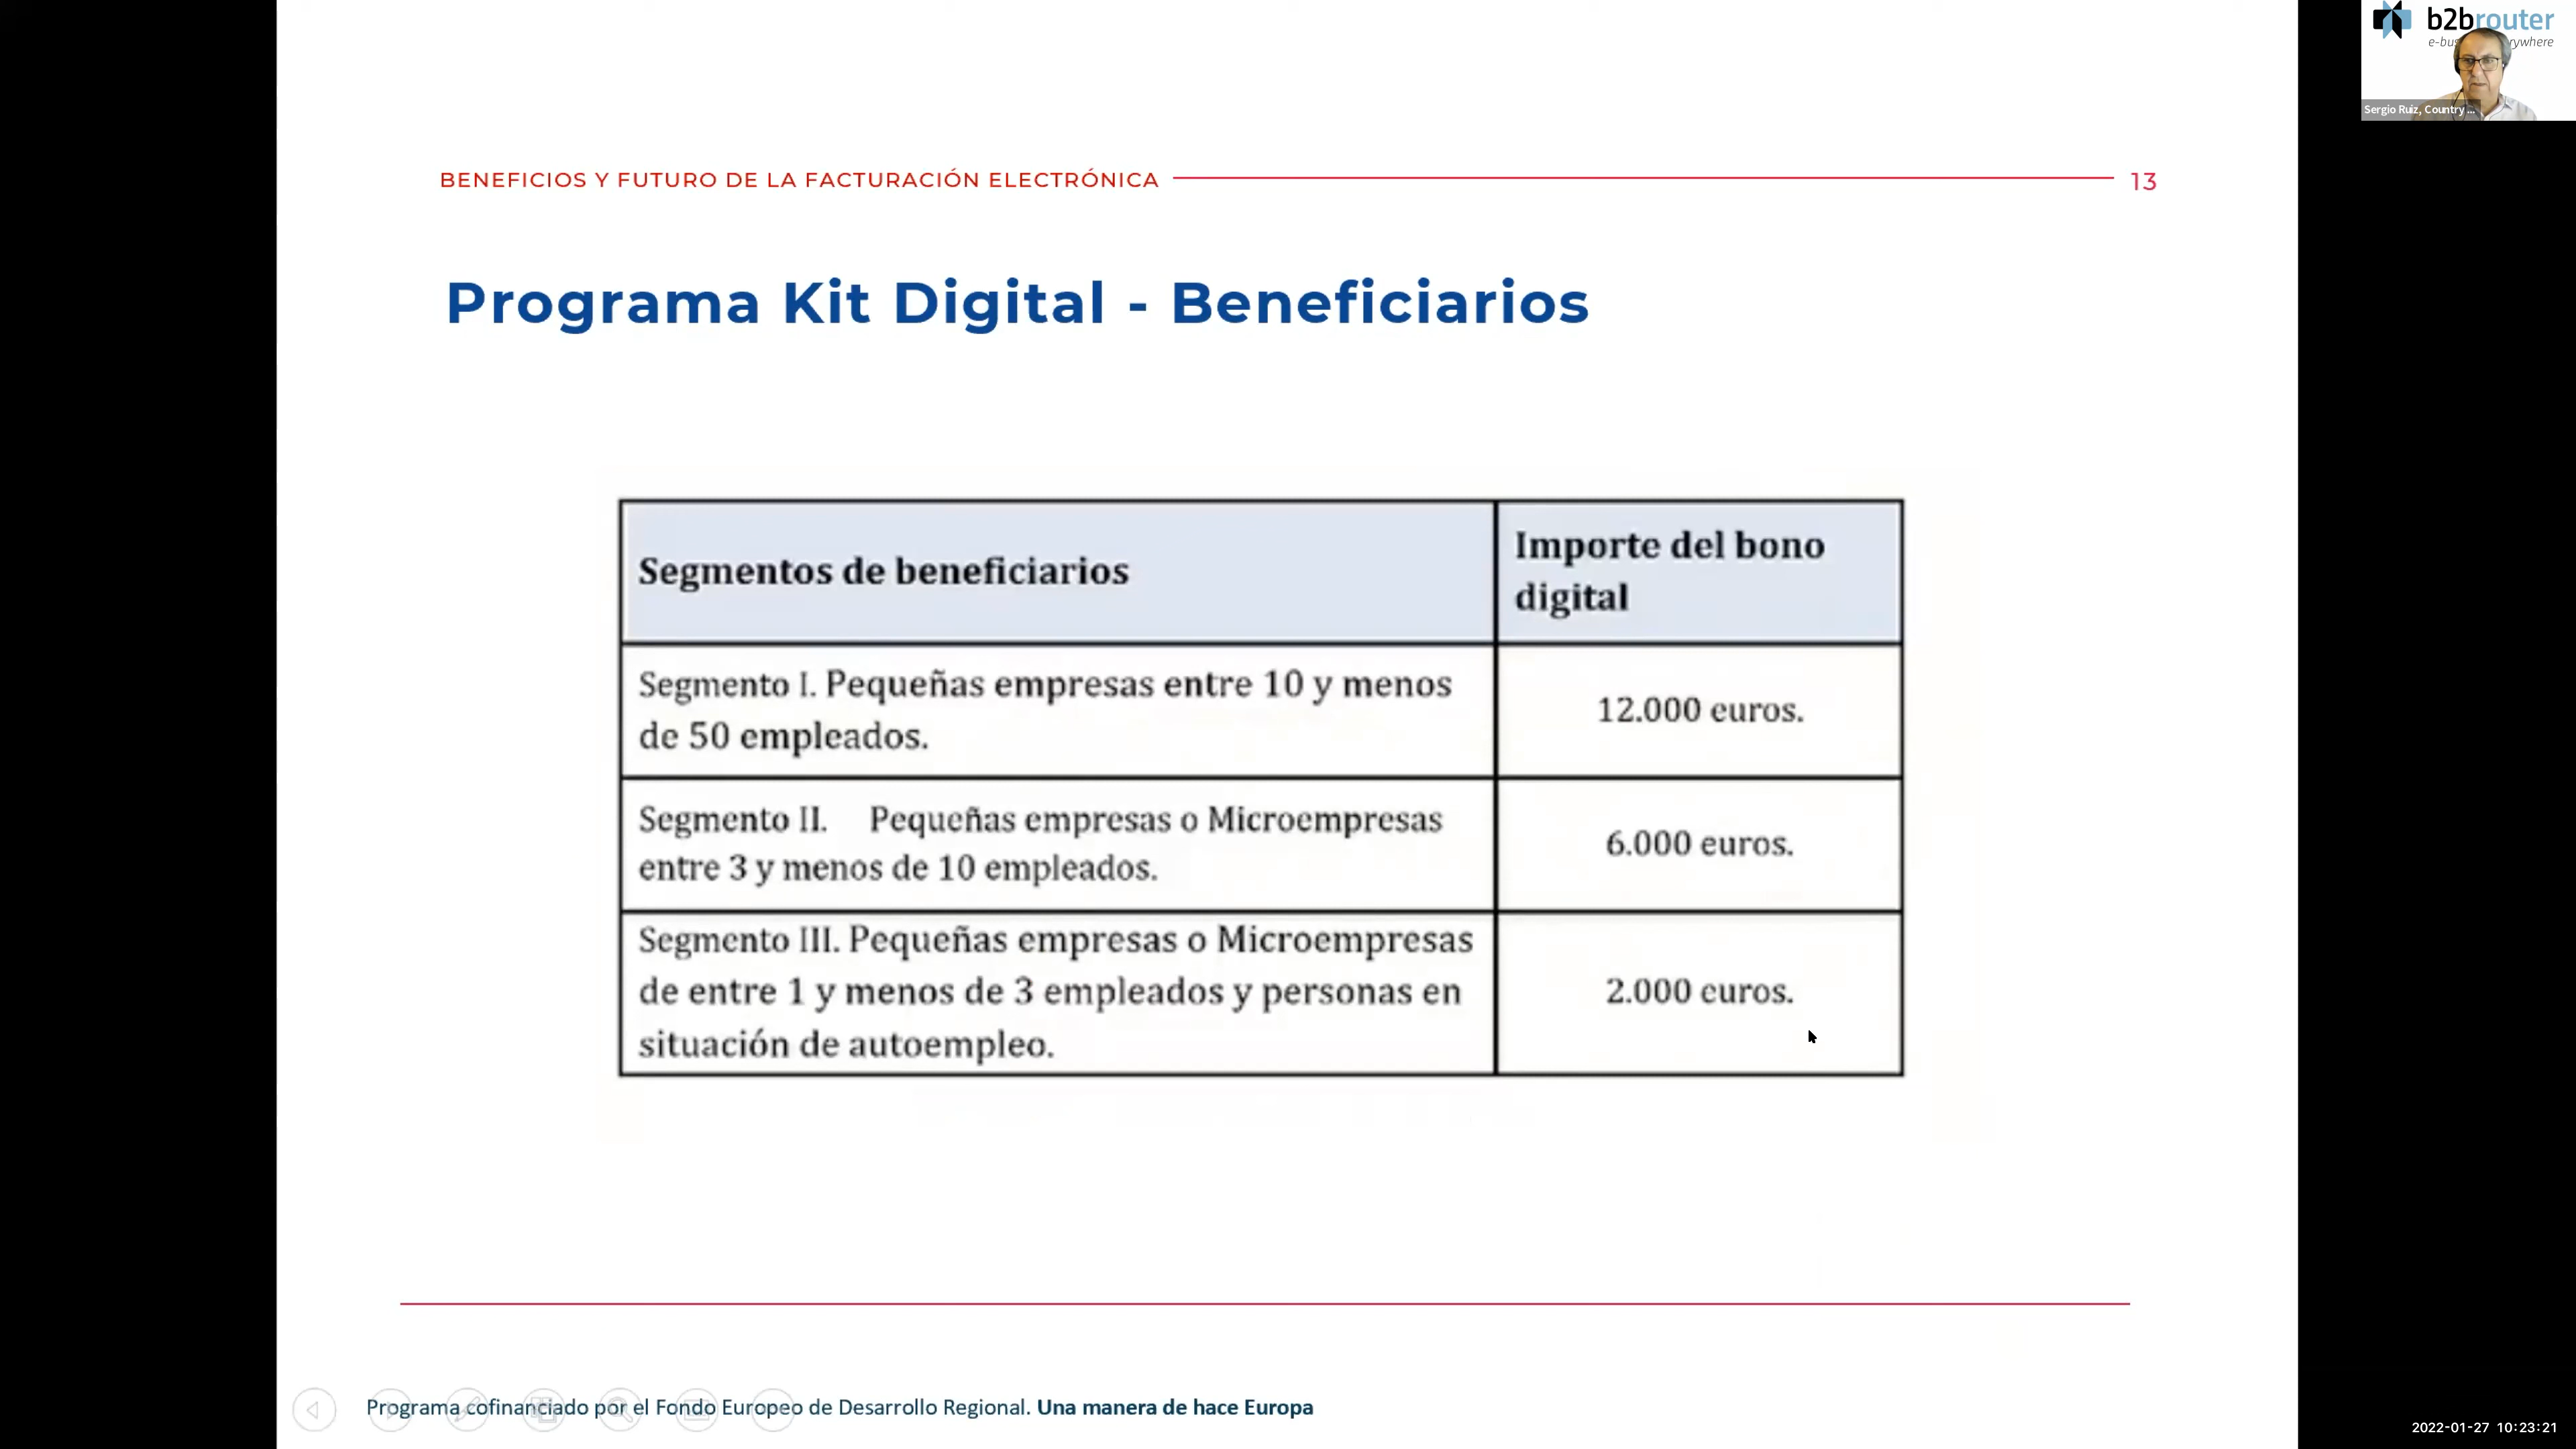 b2brouter
Sergio Ruiz, Country ...
BENEFICIOS Y FUTURO DE LA FACTURACIÓN ELECTRÓNICA
13
Programa Kit Digital - Beneficiarios
Segmentos de beneficiarios
Importe del bono
digital
Segmento I. Pequeñas empresas entre 10 y menos
de 50 empleados.
12.000 euros.
Segmento II. Pequeñas empresas o Microempresas
entre 3 y menos de 10 empleados.
6.000 euros.
Segmento III. Pequeñas empresas o Microempresas
de entre 1 y menos de 3 empleados y personas en
situación de autoempleo.
2.000 euros.
Programa cofinanciado por el Fondo Europeo de Desarrollo Regional. Una manera de hace Europa
2022-01-27 10:23:21